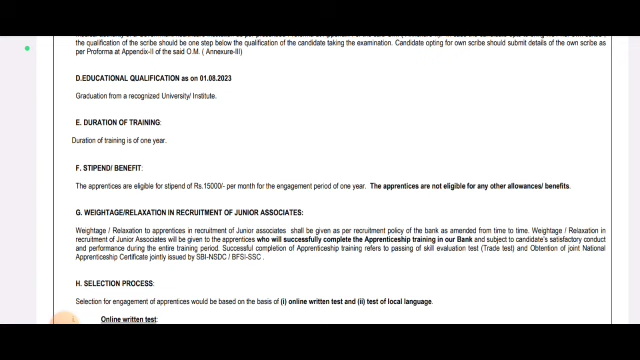 the qualification of the scribe should be one step below the qualification of the candidate taking the examination. Candidate opting for own scribe should submit details of the own scribe as
per Proforma at Appendix-II of the said O.M. ( Annexure-III)
D.EDUCATIONAL QUALIFICATION as on 01.08.2023
Graduation from a recognized University/ Institute.
E. DURATION OF TRAINING:
Duration of training is of one year.
F. STIPEND/ BENEFIT:
The apprentices are eligible for stipend of Rs.15000/- per month for the engagement period of one year. The apprentices are not eligible for any other allowances/ benefits.
G. WEIGHTAGE/RELAXATION IN RECRUITMENT OF JUNIOR ASSOCIATES:
Weightage / Relaxation to apprentices in recruitment of Junior associates shall be given as per recruitment policy of the bank as amended from time to time. Weightage / Relaxation in
recruitment of Junior Associates will be given to the apprentices who will successfully complete the Apprenticeship training in our Bank and subject to candidate's satisfactory conduct
and performance during the entire training period. Successful completion of Apprenticeship training refers to passing of skill evaluation test (Trade test) and Obtention of joint National
Apprenticeship Certificate jointly issued by SBI-NSDC / BFSI-SSC.
H. SELECTION PROCESS:
Selection for engagement of apprentices would be based on the basis of (i) online written test and (ii) test of local language.
i. Online written test: